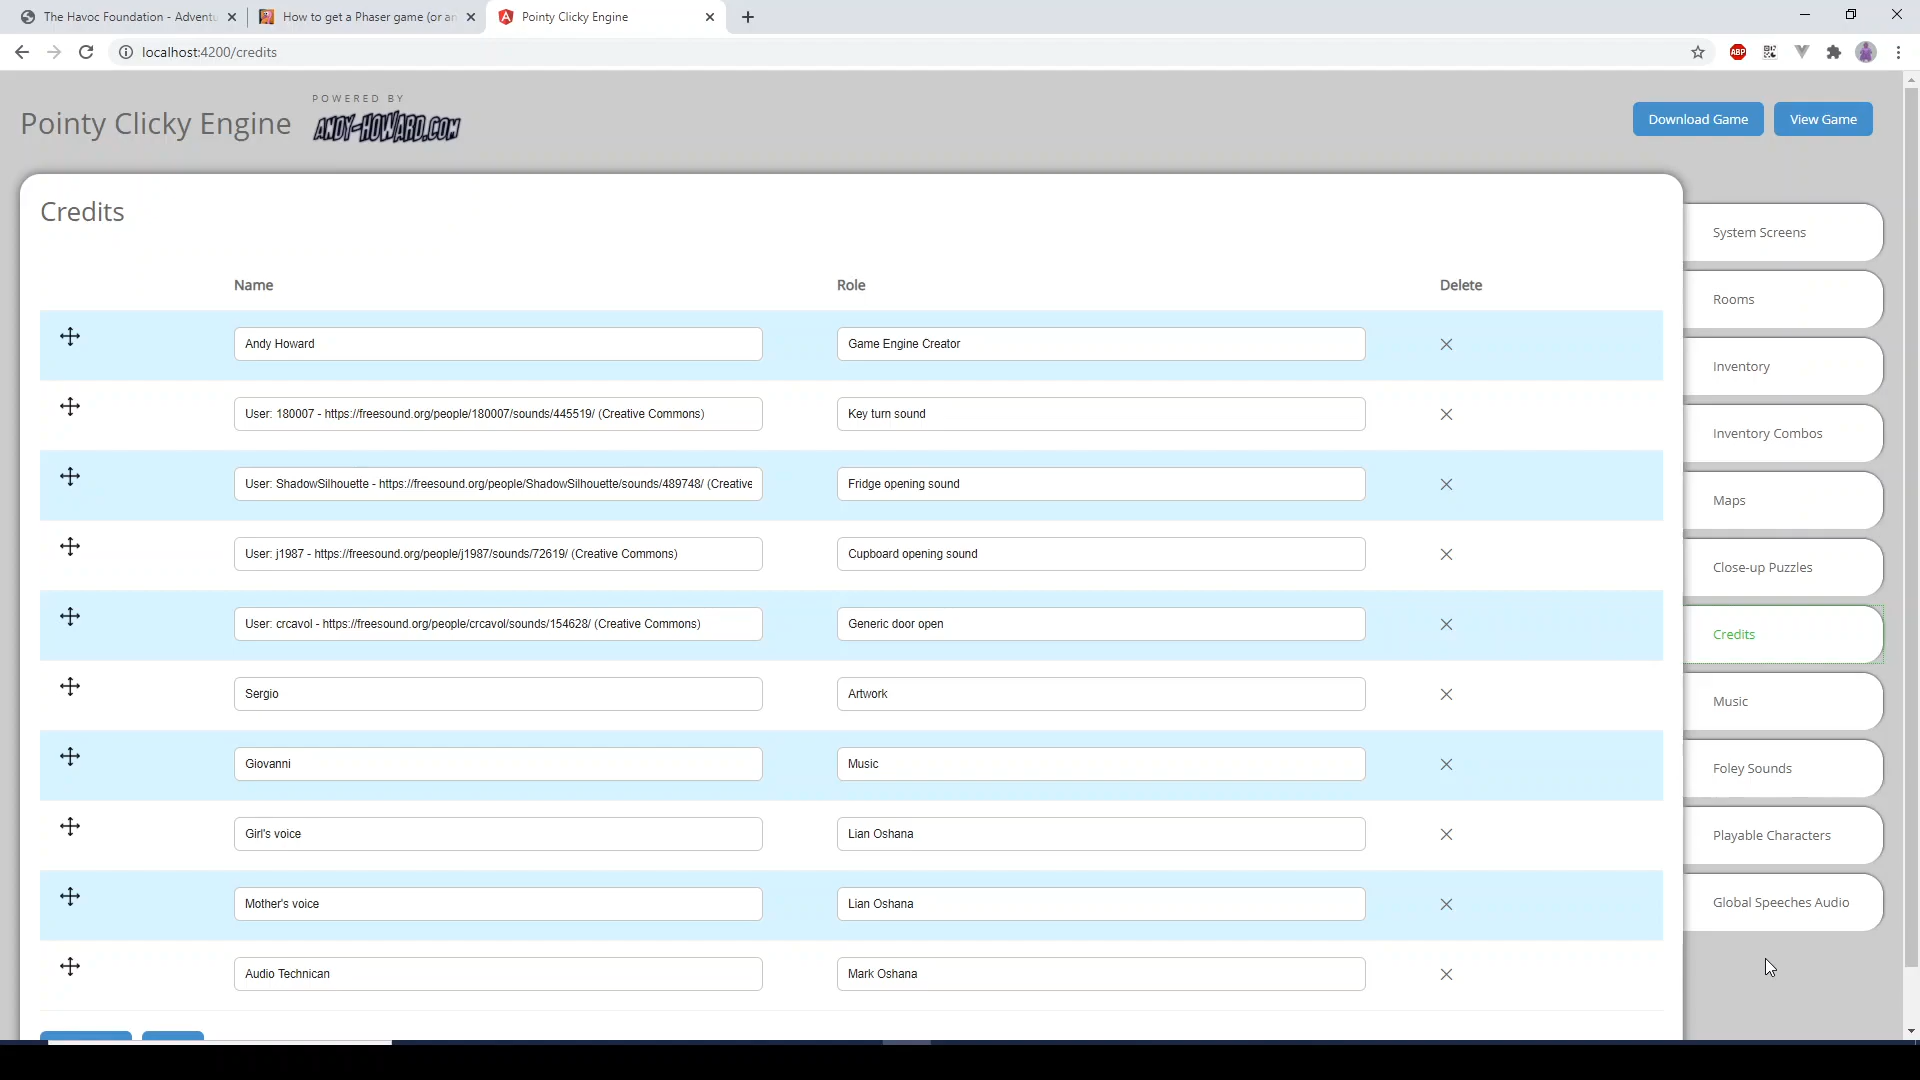 The Havoc Foundation - Adventu
How to get a Phaser game (or an
Pointy Clicky Engine
localhost:4200/credits
ABP
Pointy Clicky Engine
POWERED BY
ANDY-HOWARD.COM
Download Game
View Game
Credits
Name
Role
Delete
Andy Howard
Game Engine Creator
User: 180007 - https://freesound.org/people/180007/sounds/445519/ (Creative Commons)
Key turn sound
User: ShadowSilhouette - https://freesound.org/people/ShadowSilhouette/sounds/489748/ (Creative
Fridge opening sound
User: j1987 - https://freesound.org/people/j1987/sounds/72619/ (Creative Commons)
Cupboard opening sound
User: crcavol - https://freesound.org/people/crcavol/sounds/154628/ (Creative Commons)
Generic door open
Sergio
Artwork
Giovanni
Music
Girl's voice
Lian Oshana
Mother's voice
Lian Oshana
Audio Technican
Mark Oshana
System Screens
Rooms
Inventory
Inventory Combos
Maps
Close-up Puzzles
Credits
Music
Foley Sounds
Playable Characters
Global Speeches Audio